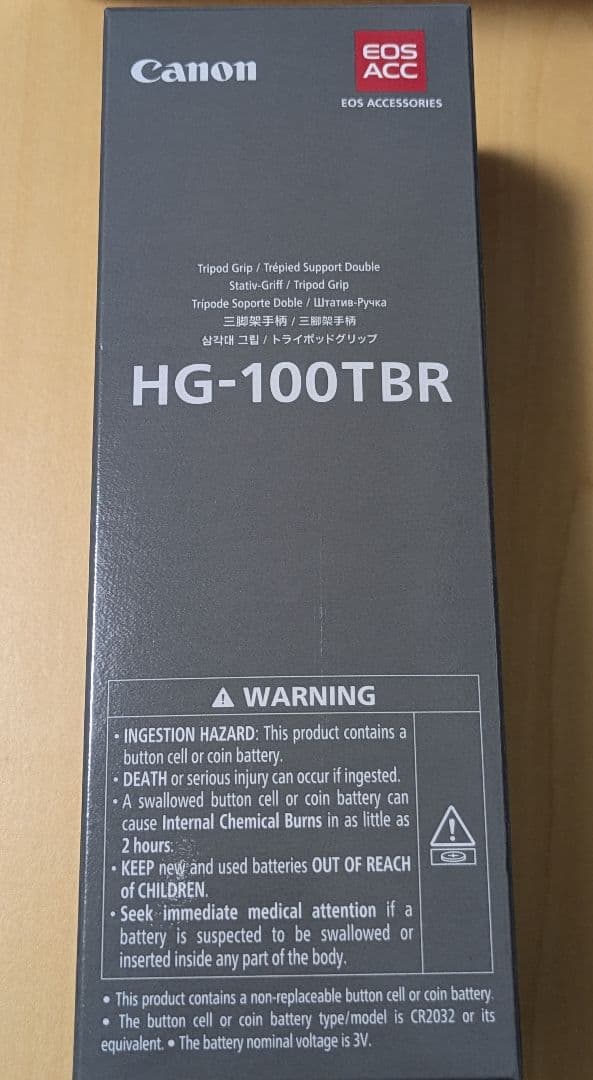 Canon
EOS
ACC
EOS ACCESSORIES
Tripod Grip / Trépied Support Double
Stativ-Griff / Tripod Grip
Trípode Soporte Doble / Штатив-Ручка
三脚架手柄 / 三腳架手柄
삼각대 그립 / トライポッドグリップ
HG-100TBR
⚠ WARNING
• INGESTION HAZARD: This product contains a
button cell or coin battery.
• DEATH or serious injury can occur if ingested.
• A swallowed button cell or coin battery can
cause Internal Chemical Burns in as little as
2 hours.
• KEEP new and used batteries OUT OF REACH
of CHILDREN.
• Seek immediate medical attention if a
battery is suspected to be swallowed or
inserted inside any part of the body.
• This product contains a non-replaceable button cell or coin battery.
• The button cell or coin battery type/model is CR2032 or its
equivalent. • The battery nominal voltage is 3V.